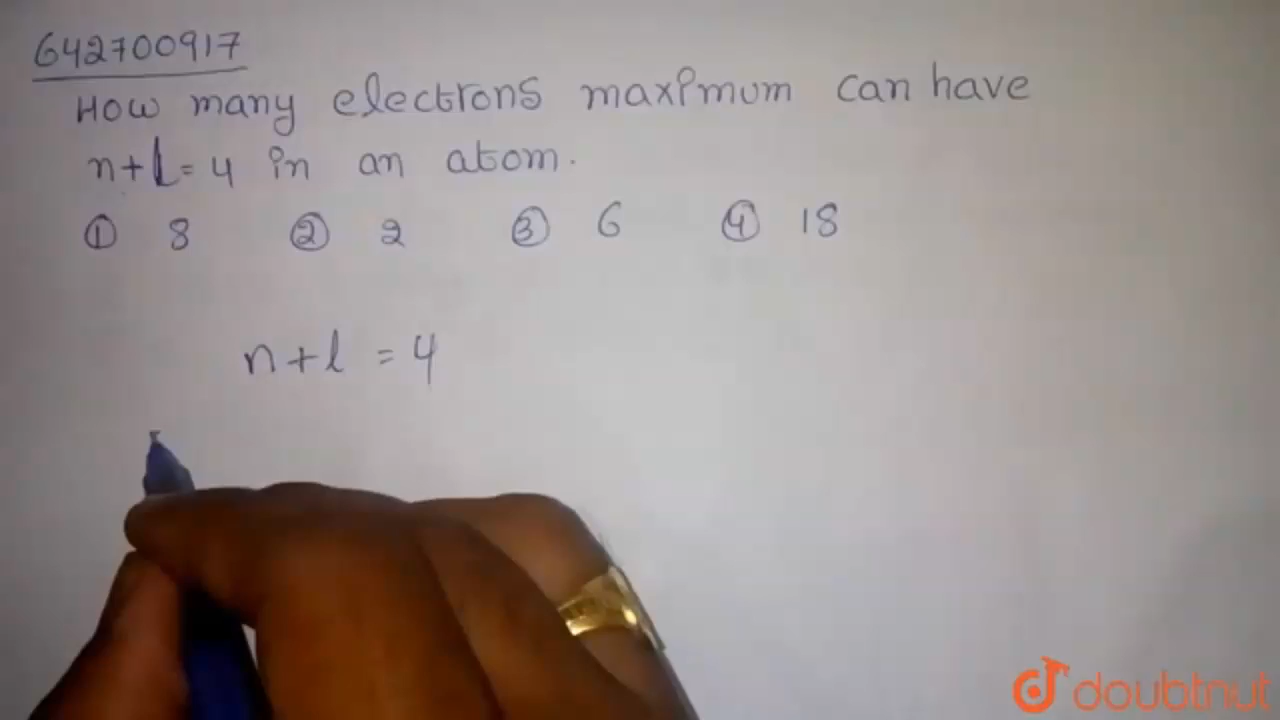 642700917
How many electrons maximum can have
n+l=4 in an atom.
① 8 ② 2 ③ 6 ④ 18
n+l = 4
doubtnut